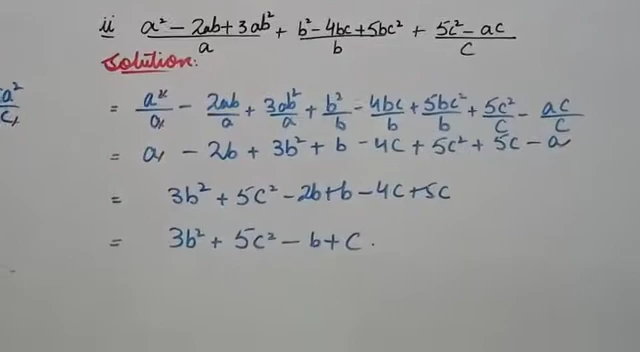 ii (a² - 2ab + 3ab²)/a + (b² - 4bc + 5bc²)/b + (5c² - ac)/c
Solution:
a²/c
= a²/a - 2ab/a + 3ab²/a + b²/b - 4bc/b + 5bc²/b + 5c²/c - ac/c
= a - 2b + 3b² + b - 4c + 5c² + 5c - a
= 3b² + 5c² - 2b + b - 4c + 5c
= 3b² + 5c² - b + c.